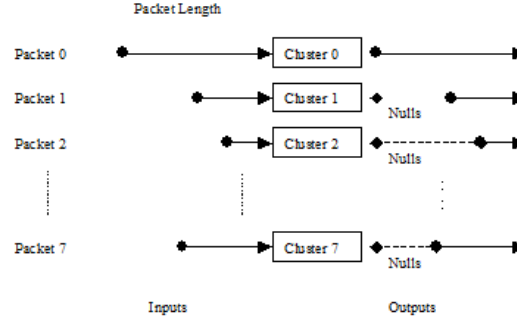 Packet Length
Packet 0
Cluster 0
Packet 1
Cluster 1
Nulls
Packet 2
Cluster 2
Nulls
Packet 7
Cluster 7
Nulls
Inputs
Outputs